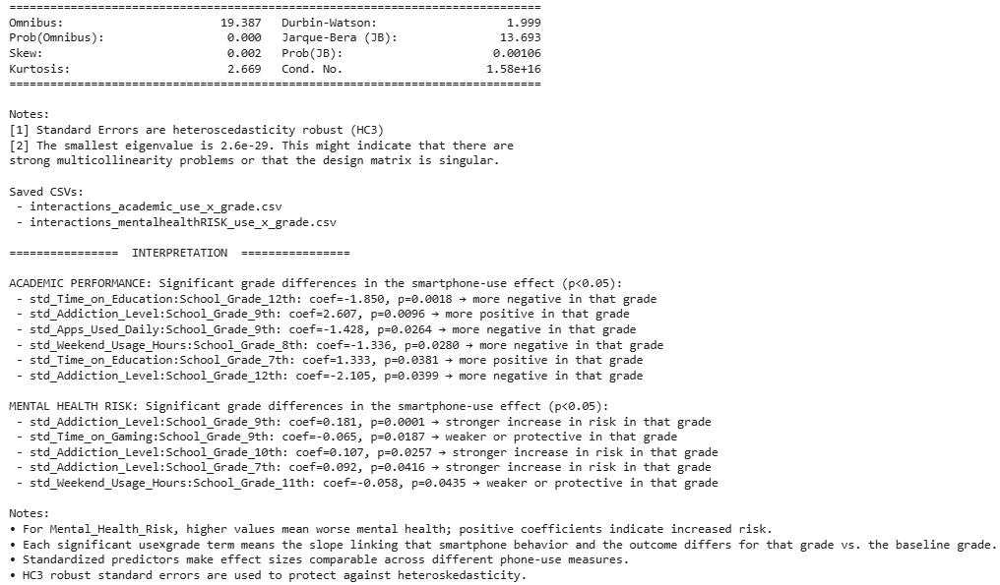 ==============================================================================
Omnibus: 19.387 Durbin-Watson: 1.999
Prob(Omnibus): 0.000 Jarque-Bera (JB): 13.693
Skew: 0.002 Prob(JB): 0.00106
Kurtosis: 2.669 Cond. No. 1.58e+16
==============================================================================
Notes:
[1] Standard Errors are heteroscedasticity robust (HC3)
[2] The smallest eigenvalue is 2.6e-29. This might indicate that there are
strong multicollinearity problems or that the design matrix is singular.
Saved CSVs:
- interactions_academic_use_x_grade.csv
- interactions_mentalhealthRISK_use_x_grade.csv
================ INTERPRETATION ================
ACADEMIC PERFORMANCE: Significant grade differences in the smartphone-use effect (p<0.05):
- std_Time_on_Education:School_Grade_12th: coef=-1.850, p=0.0018 → more negative in that grade
- std_Addiction_Level:School_Grade_9th: coef=2.607, p=0.0096 → more positive in that grade
- std_Apps_Used_Daily:School_Grade_9th: coef=-1.428, p=0.0264 → more negative in that grade
- std_Weekend_Usage_Hours:School_Grade_8th: coef=-1.336, p=0.0280 → more negative in that grade
- std_Time_on_Education:School_Grade_7th: coef=1.333, p=0.0381 → more positive in that grade
- std_Addiction_Level:School_Grade_12th: coef=-2.105, p=0.0399 → more negative in that grade
MENTAL HEALTH RISK: Significant grade differences in the smartphone-use effect (p<0.05):
- std_Addiction_Level:School_Grade_9th: coef=0.181, p=0.0001 → stronger increase in risk in that grade
- std_Time_on_Gaming:School_Grade_9th: coef=-0.065, p=0.0187 → weaker or protective in that grade
- std_Addiction_Level:School_Grade_10th: coef=0.107, p=0.0257 → stronger increase in risk in that grade
- std_Addiction_Level:School_Grade_7th: coef=0.092, p=0.0416 → stronger increase in risk in that grade
- std_Weekend_Usage_Hours:School_Grade_11th: coef=-0.058, p=0.0435 → weaker or protective in that grade
Notes:
• For Mental_Health_Risk, higher values mean worse mental health; positive coefficients indicate increased risk.
• Each significant use×grade term means the slope linking that smartphone behavior and the outcome differs for that grade vs. the baseline grade.
• Standardized predictors make effect sizes comparable across different phone-use measures.
• HC3 robust standard errors are used to protect against heteroskedasticity.